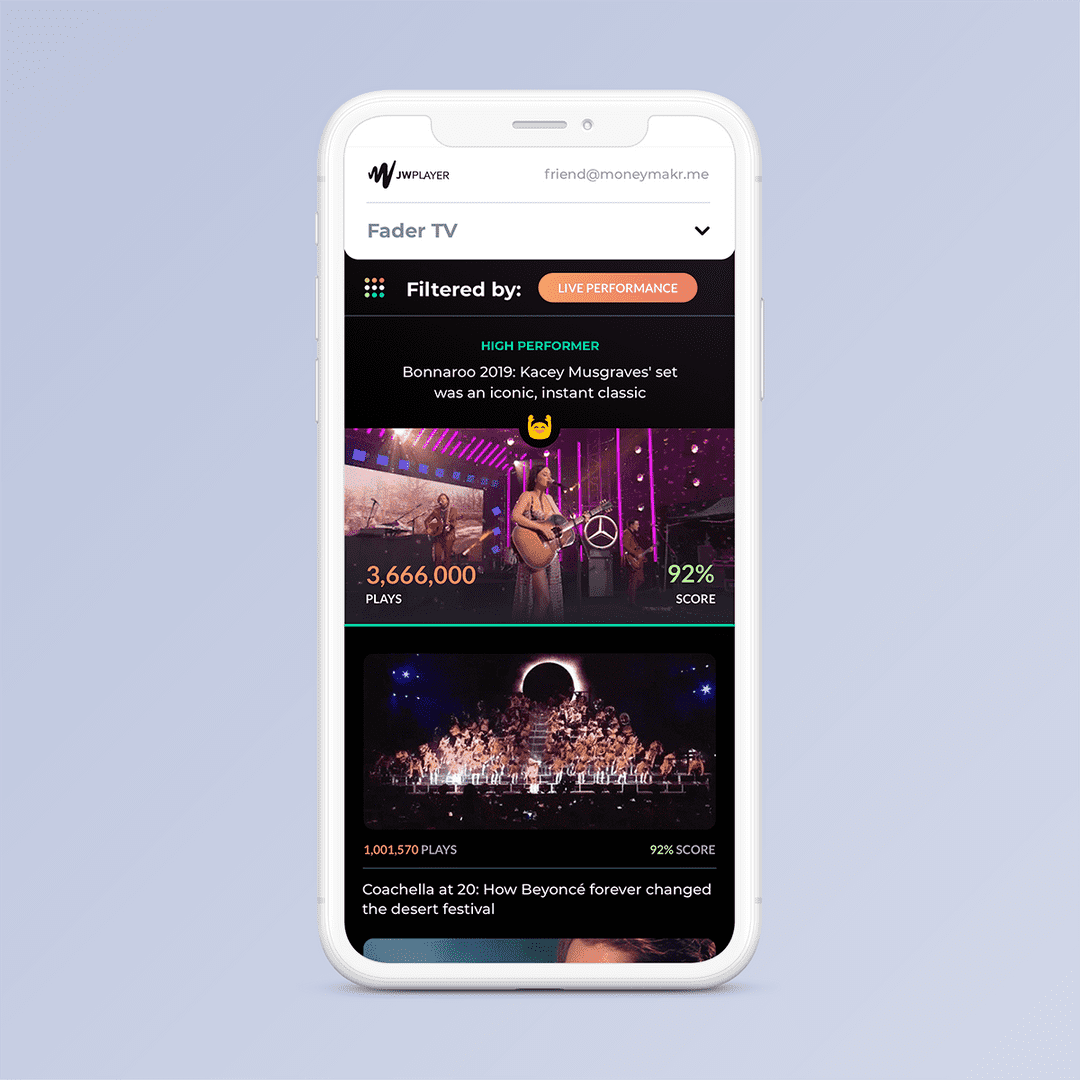 JWPLAYER
friend@moneymakr.me
Fader TV
Filtered by:
LIVE PERFORMANCE
HIGH PERFORMER
Bonnaroo 2019: Kacey Musgraves' set
was an iconic, instant classic
3,666,000
92%
PLAYS
SCORE
1,001,570 PLAYS
92% SCORE
Coachella at 20: How Beyoncé forever changed
the desert festival